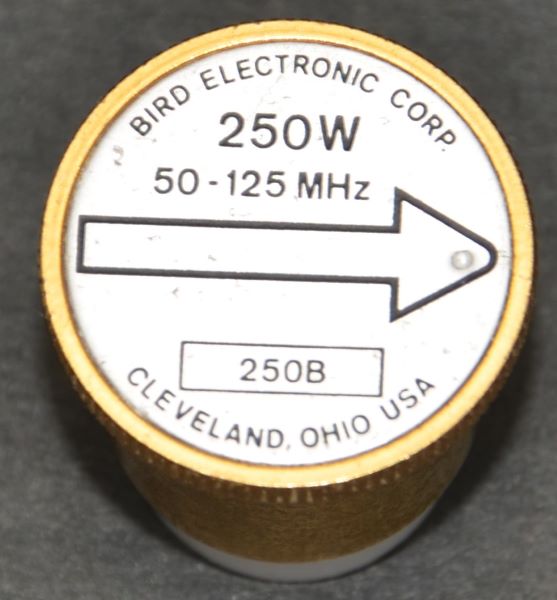 BIRD ELECTRONIC CORP.
250W
50-125 MHz
250B
CLEVELAND, OHIO USA